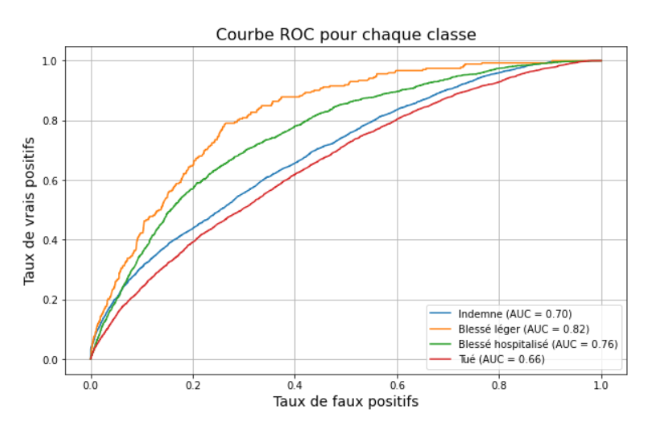 Courbe ROC pour chaque classe
Taux de vrais positifs
1.0
0.8
0.6
0.4
0.2
0.0
Indemne (AUC = 0.70)
Blessé léger (AUC = 0.82)
Blessé hospitalisé (AUC = 0.76)
Tué (AUC = 0.66)
0.0 0.2 0.4 0.6 0.8 1.0
Taux de faux positifs